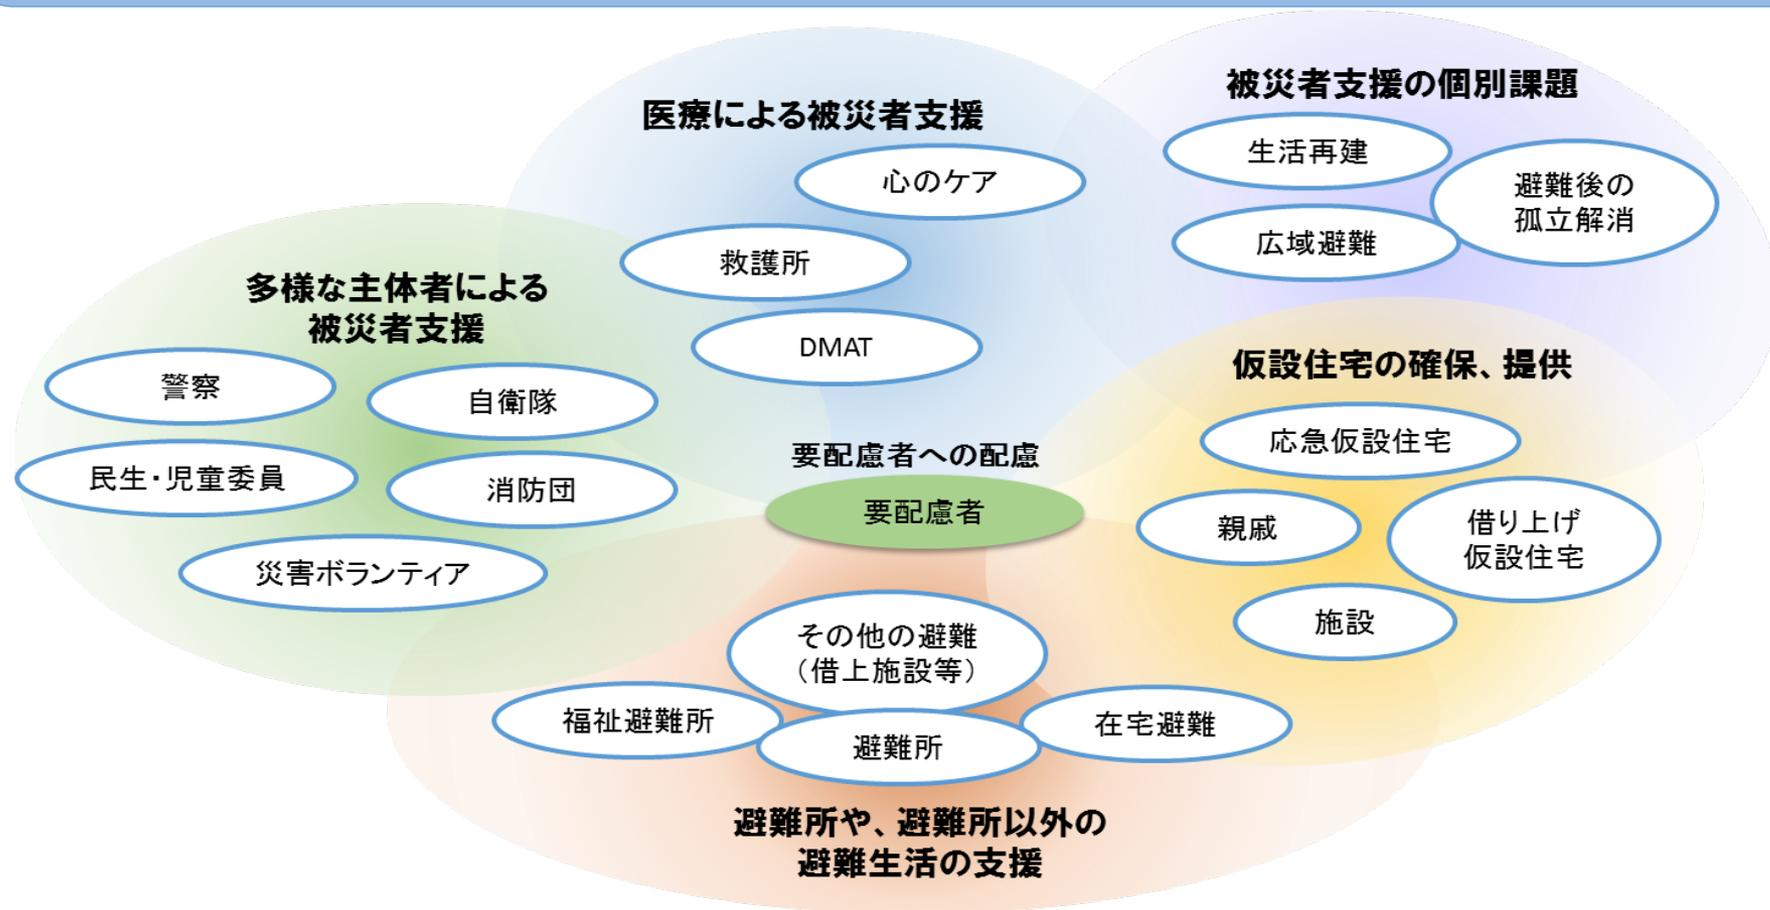 医療による被災者支援
心のケア
救護所
DMAT
被災者支援の個別課題
生活再建
避難後の
孤立解消
広域避難
多様な主体者による
被災者支援
警察
自衛隊
民生・児童委員
消防団
災害ボランティア
仮設住宅の確保、提供
応急仮設住宅
親戚
借り上げ
仮設住宅
施設
要配慮者への配慮
要配慮者
その他の避難
（借上施設等）
福祉避難所
避難所
在宅避難
避難所や、避難所以外の
避難生活の支援